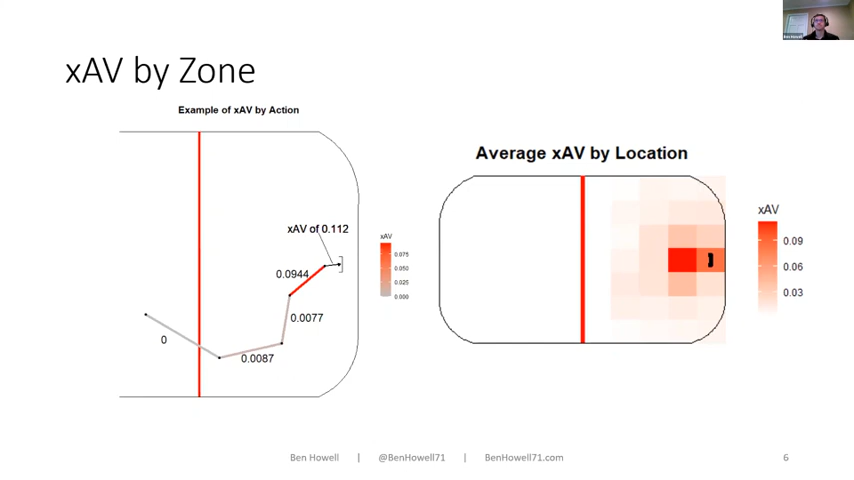 Ben Howell
xAV by Zone
Example of xAV by Action
xAV of 0.112
0.0944
0.0077
0
0.0087
xAV
0.075
0.050
0.025
0.000
Average xAV by Location
xAV
0.09
0.06
0.03
Ben Howell | @BenHowell71 | BenHowell71.com
6